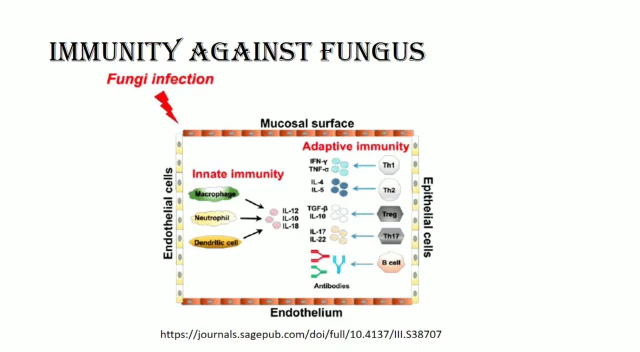 IMMUNITY AGAINST FUNGUS
Fungi infection
Mucosal surface
Endothelial cells
Innate immunity
Macrophage
Neutrophil
Dendritic cell
IL-12
IL-10
IL-18
Adaptive immunity
IFN-γ
TNF-α
Th1
IL-4
IL-5
Th2
TGF-β
IL-10
Treg
IL-17
IL-22
Th17
B cell
Antibodies
Epithelial cells
Endothelium
https://journals.sagepub.com/doi/full/10.4137/III.S38707